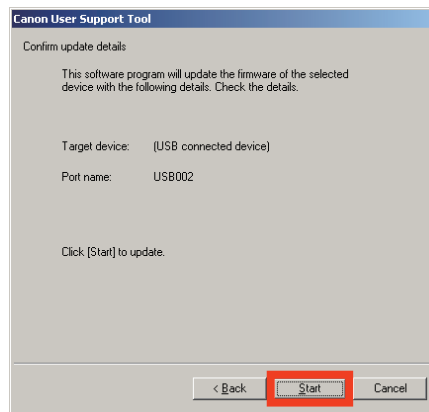 Canon User Support Tool
Confirm update details
This software program will update the firmware of the selected
device with the following details. Check the details.
Target device: (USB connected device)
Port name: USB002
Click [Start] to update.
< Back Start Cancel